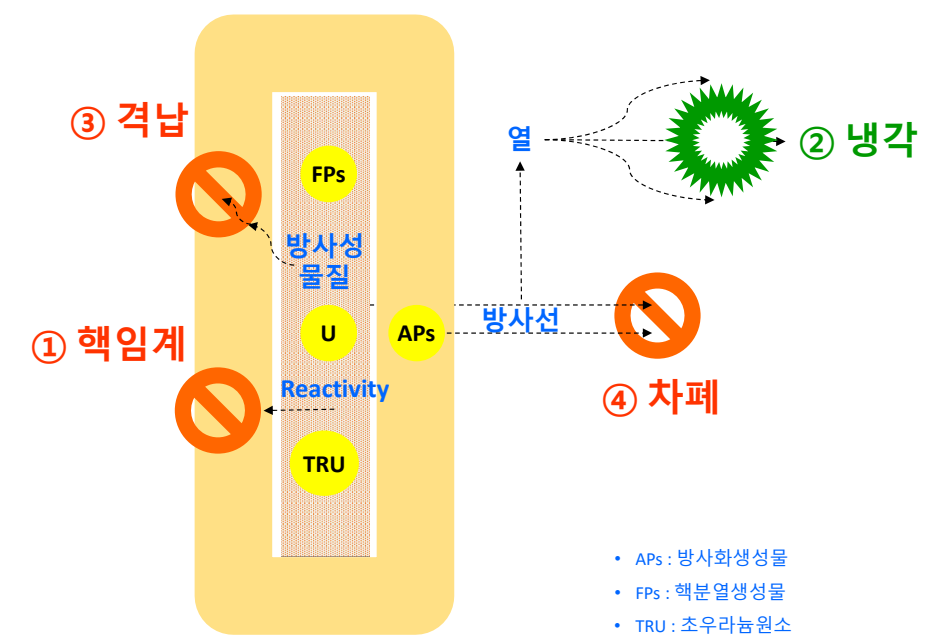 ③ 격납
FPs
열
② 냉각
방사성
물질
① 핵임계
U
APs
방사선
Reactivity
④ 차폐
TRU
• APs : 방사화생성물
• FPs : 핵분열생성물
• TRU : 초우라늄원소